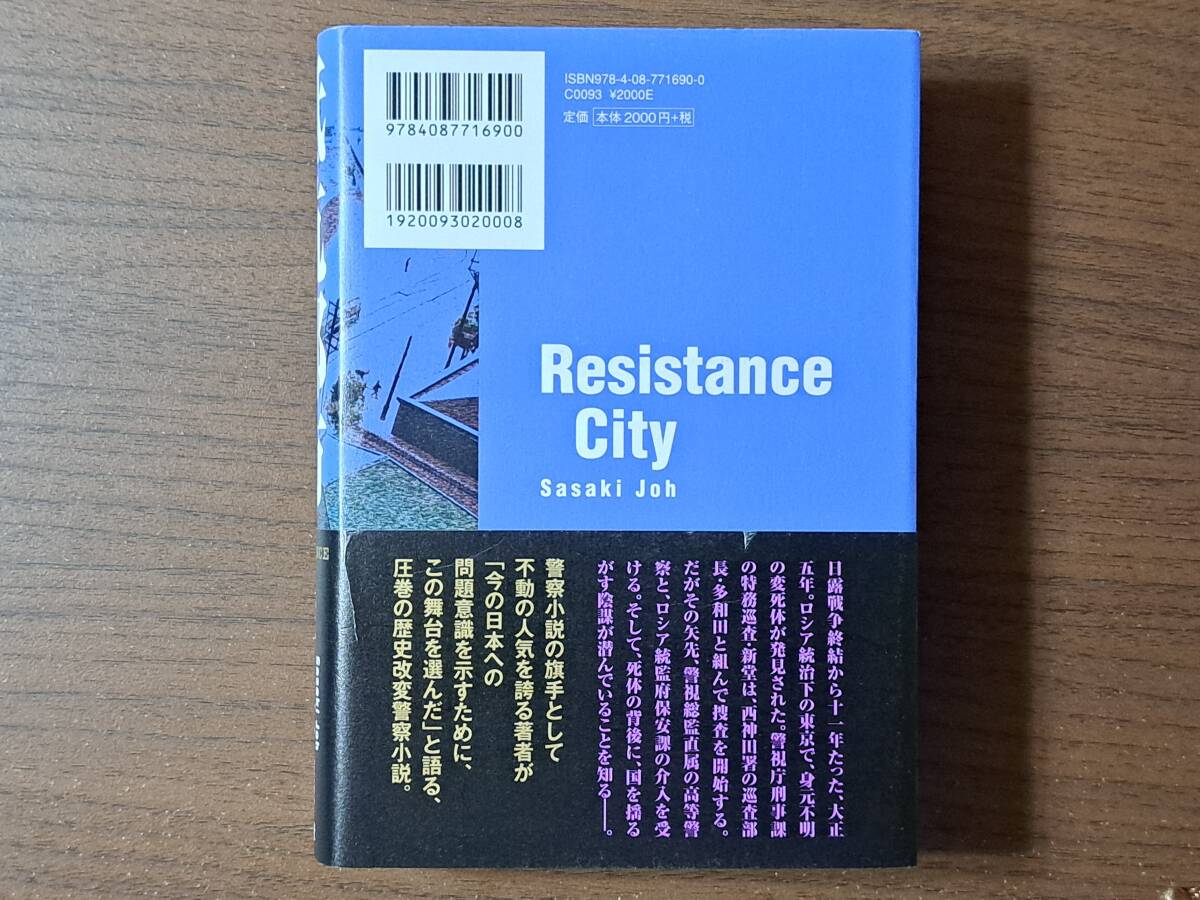 ISBN978-4-08-771690-0
C0093 ¥2000E
定価 本体2000円+税
9784087716900
1920093020008
Resistance
City
Sasaki Joh
日露戦争終結から十一年たった、大正
五年。ロシア統治下の東京で、身元不明
の変死体が発見された。警視庁刑事課
の特務巡査・新堂は、西神田署の巡査部
長・多和田と組んで捜査を開始する。
だがその矢先、警視総監直属の高等警
察と、ロシア統監府保安課の介入を受
ける。そして、死体の背後に、国を揺る
がす陰謀が潜んでいることを知る――。
警察小説の旗手として
不動の人気を誇る著者が
「今の日本への
問題意識を示すために、
この舞台を選んだ」と語る、
圧巻の歴史改変警察小説。
Sasaki Joh